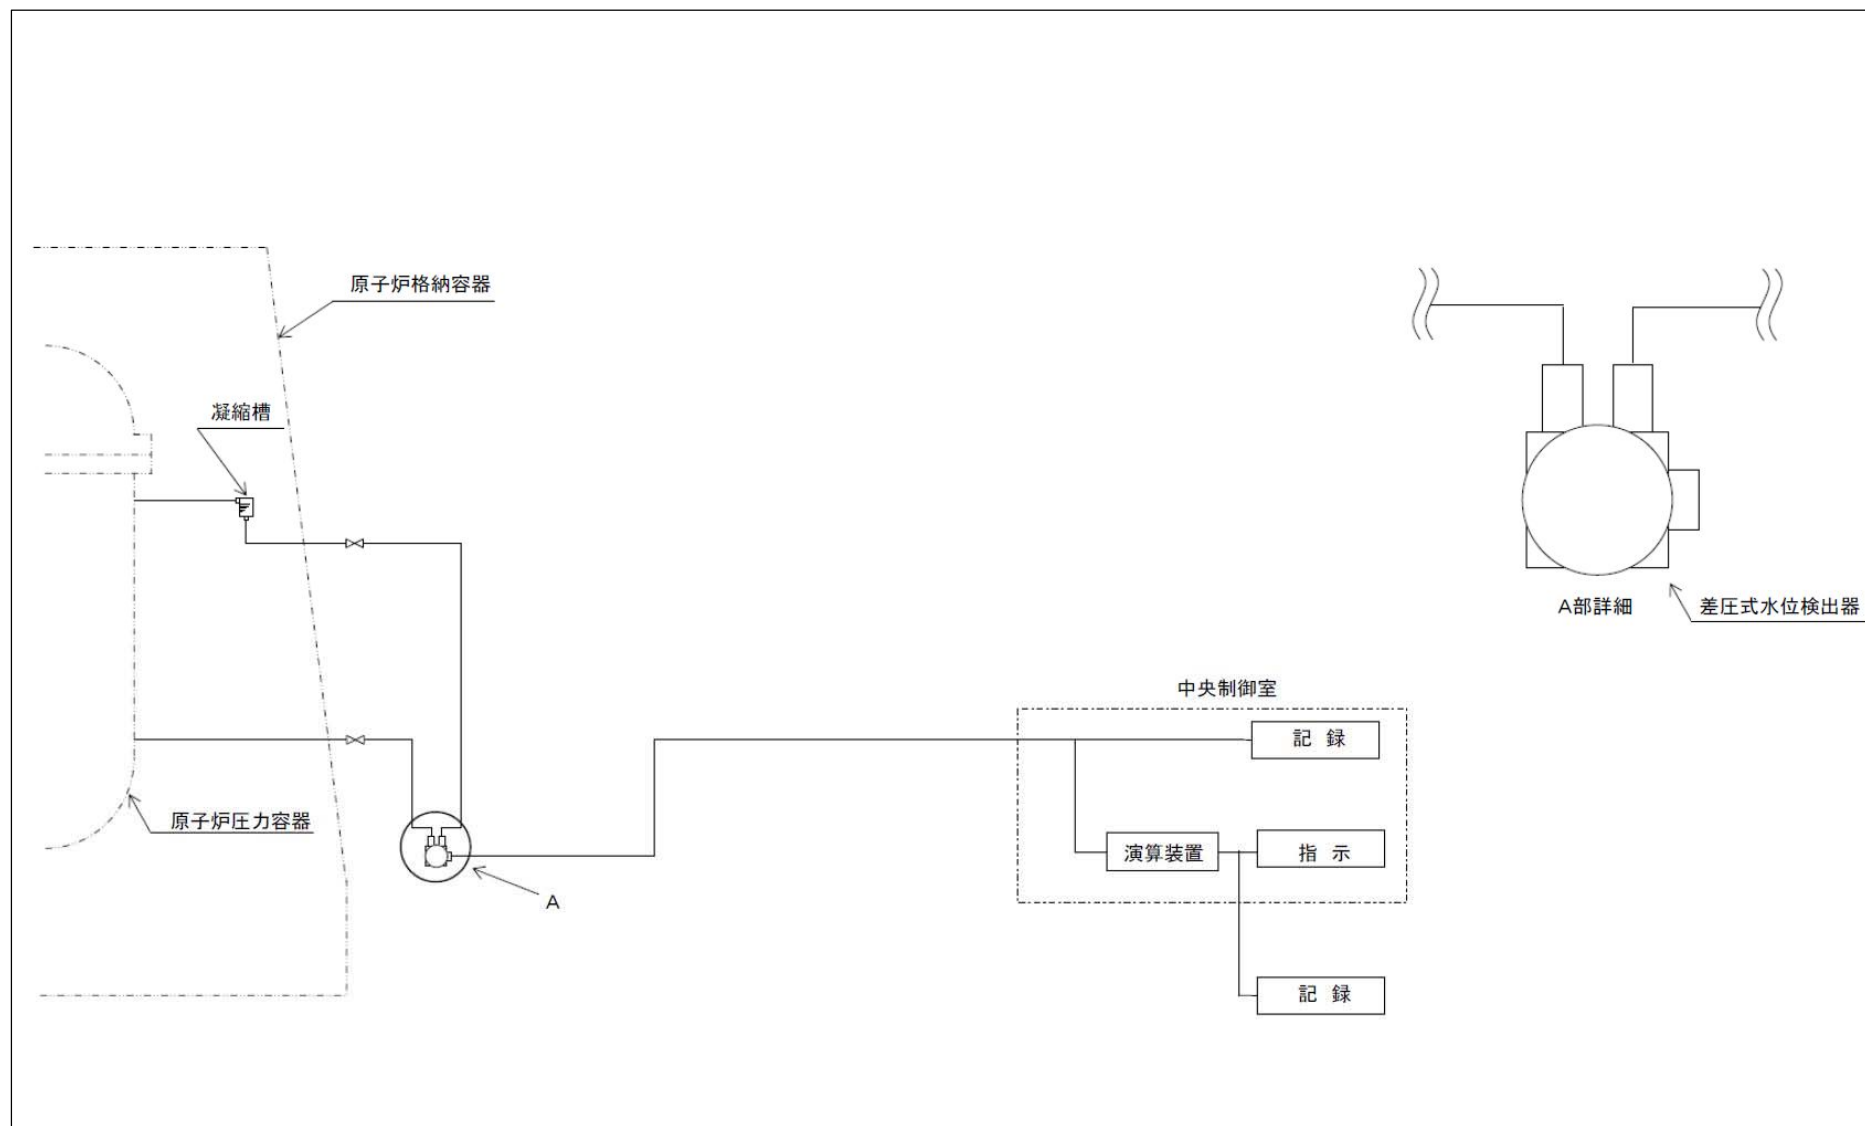 原子炉格納容器
凝縮槽
A部詳細
差圧式水位検出器
中央制御室
記 録
原子炉圧力容器
演算装置
指 示
A
記 録